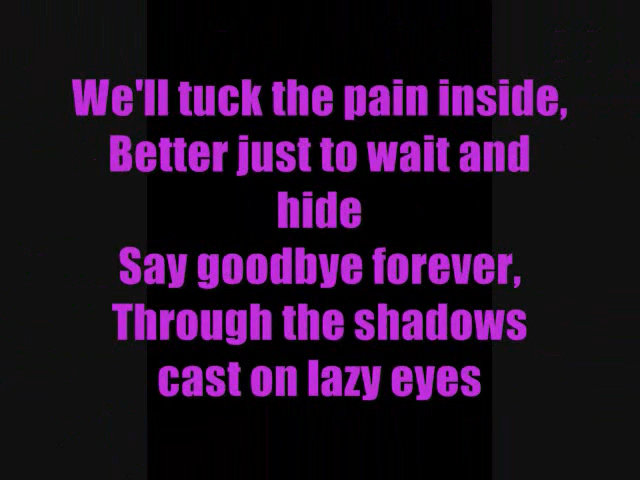 We'll tuck the pain inside,
Better just to wait and
hide
Say goodbye forever,
Through the shadows
cast on lazy eyes